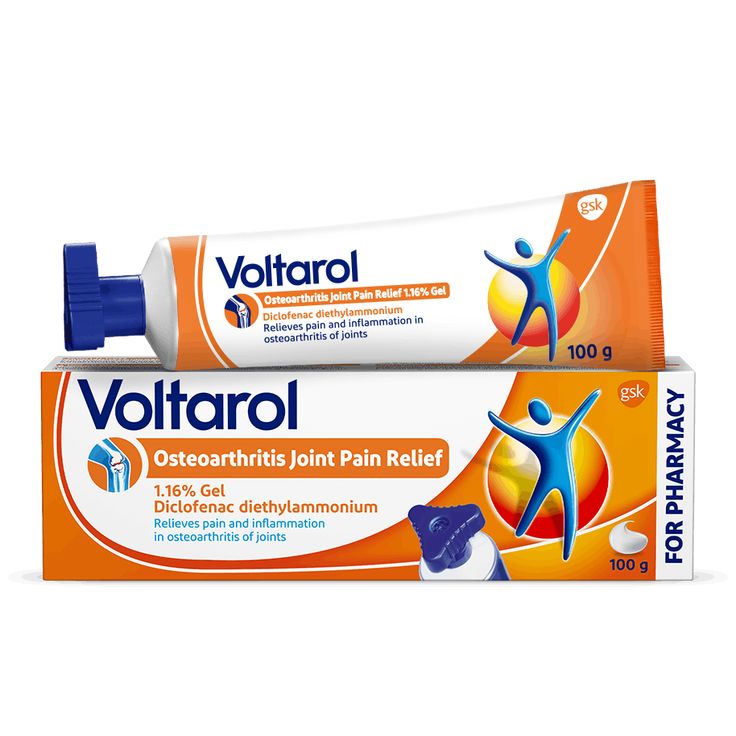 gsk
Voltarol
Osteoarthritis Joint Pain Relief 1.16% Gel
Diclofenac diethylammonium
Relieves pain and inflammation in
osteoarthritis of joints
100 g
Voltarol
gsk
Osteoarthritis Joint Pain Relief
1.16% Gel
Diclofenac diethylammonium
Relieves pain and inflammation
in osteoarthritis of joints
100 g
FOR PHARMACY